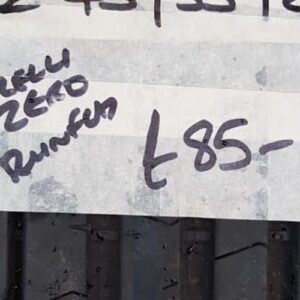 RELLI
ZERO
RUNFLAT
£85-